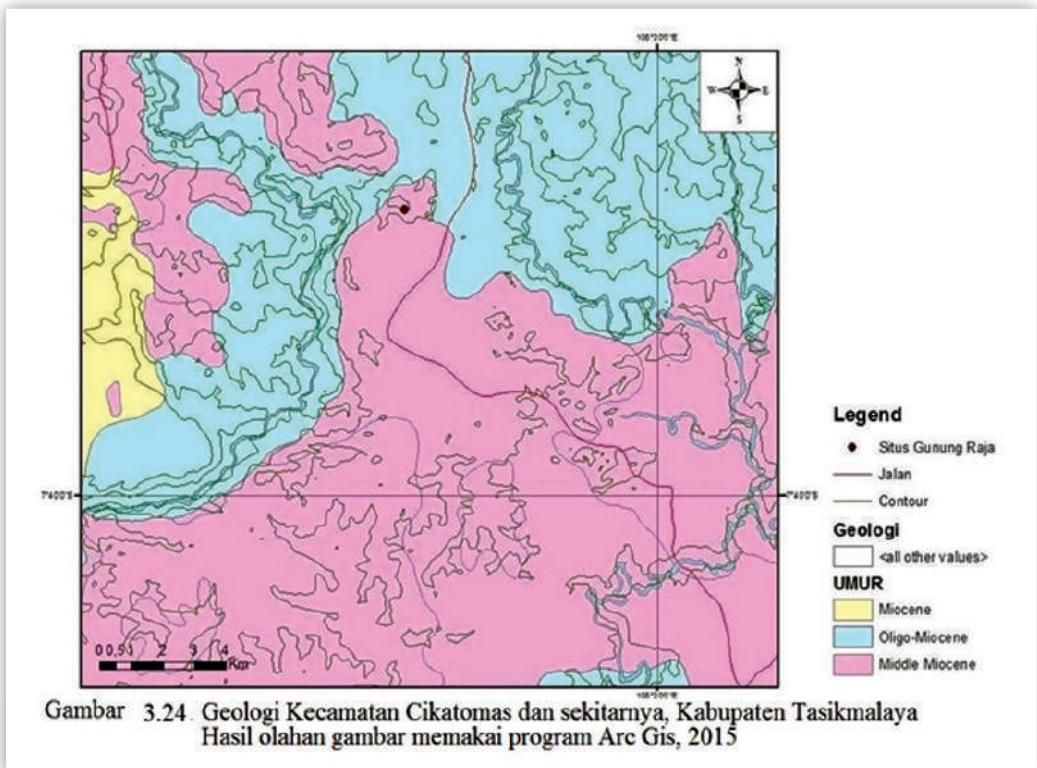 N
W E
S
7°40'0"S
7°40'0"S
0 0,5 1 2 3 4
Km
Legend
Situs Gunung Raja
Jalan
Contour
Geologi
<all other values>
UMUR
Miocene
Oligo-Miocene
Middle Miocene
Gambar 3.24. Geologi Kecamatan Cikatomas dan sekitarnya, Kabupaten Tasikmalaya
Hasil olahan gambar memakai program Arc Gis, 2015